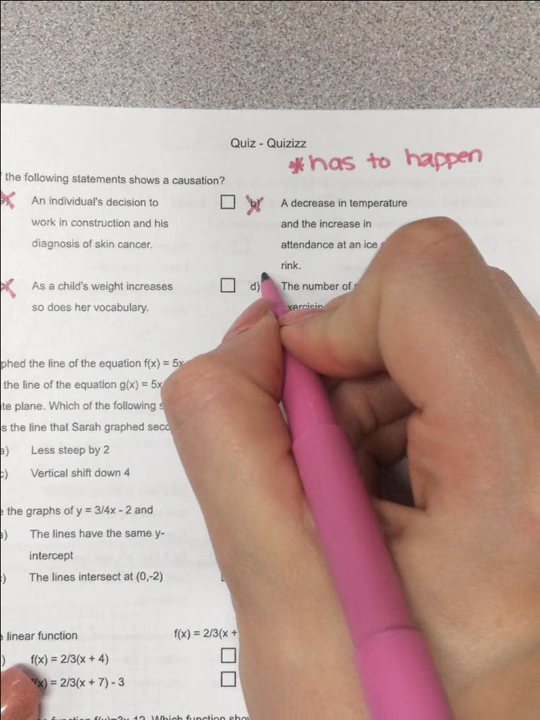 Quiz - Quizizz
*has to happen
the following statements shows a causation?
An individual's decision to
work in construction and his
diagnosis of skin cancer.
b) A decrease in temperature
and the increase in
attendance at an ice
rink.
As a child's weight increases
so does her vocabulary.
d) The number of
phed the line of the equation f(x) = 5x
the line of the equation g(x) = 5x
te plane. Which of the following s
s the line that Sarah graphed seco
a) Less steep by 2
c) Vertical shift down 4
the graphs of y = 3/4x - 2 and
The lines have the same y-
intercept
The lines intersect at (0,-2)
linear function f(x) = 2/3(x +
) f(x) = 2/3(x + 4)
f(x) = 2/3(x + 7) - 3